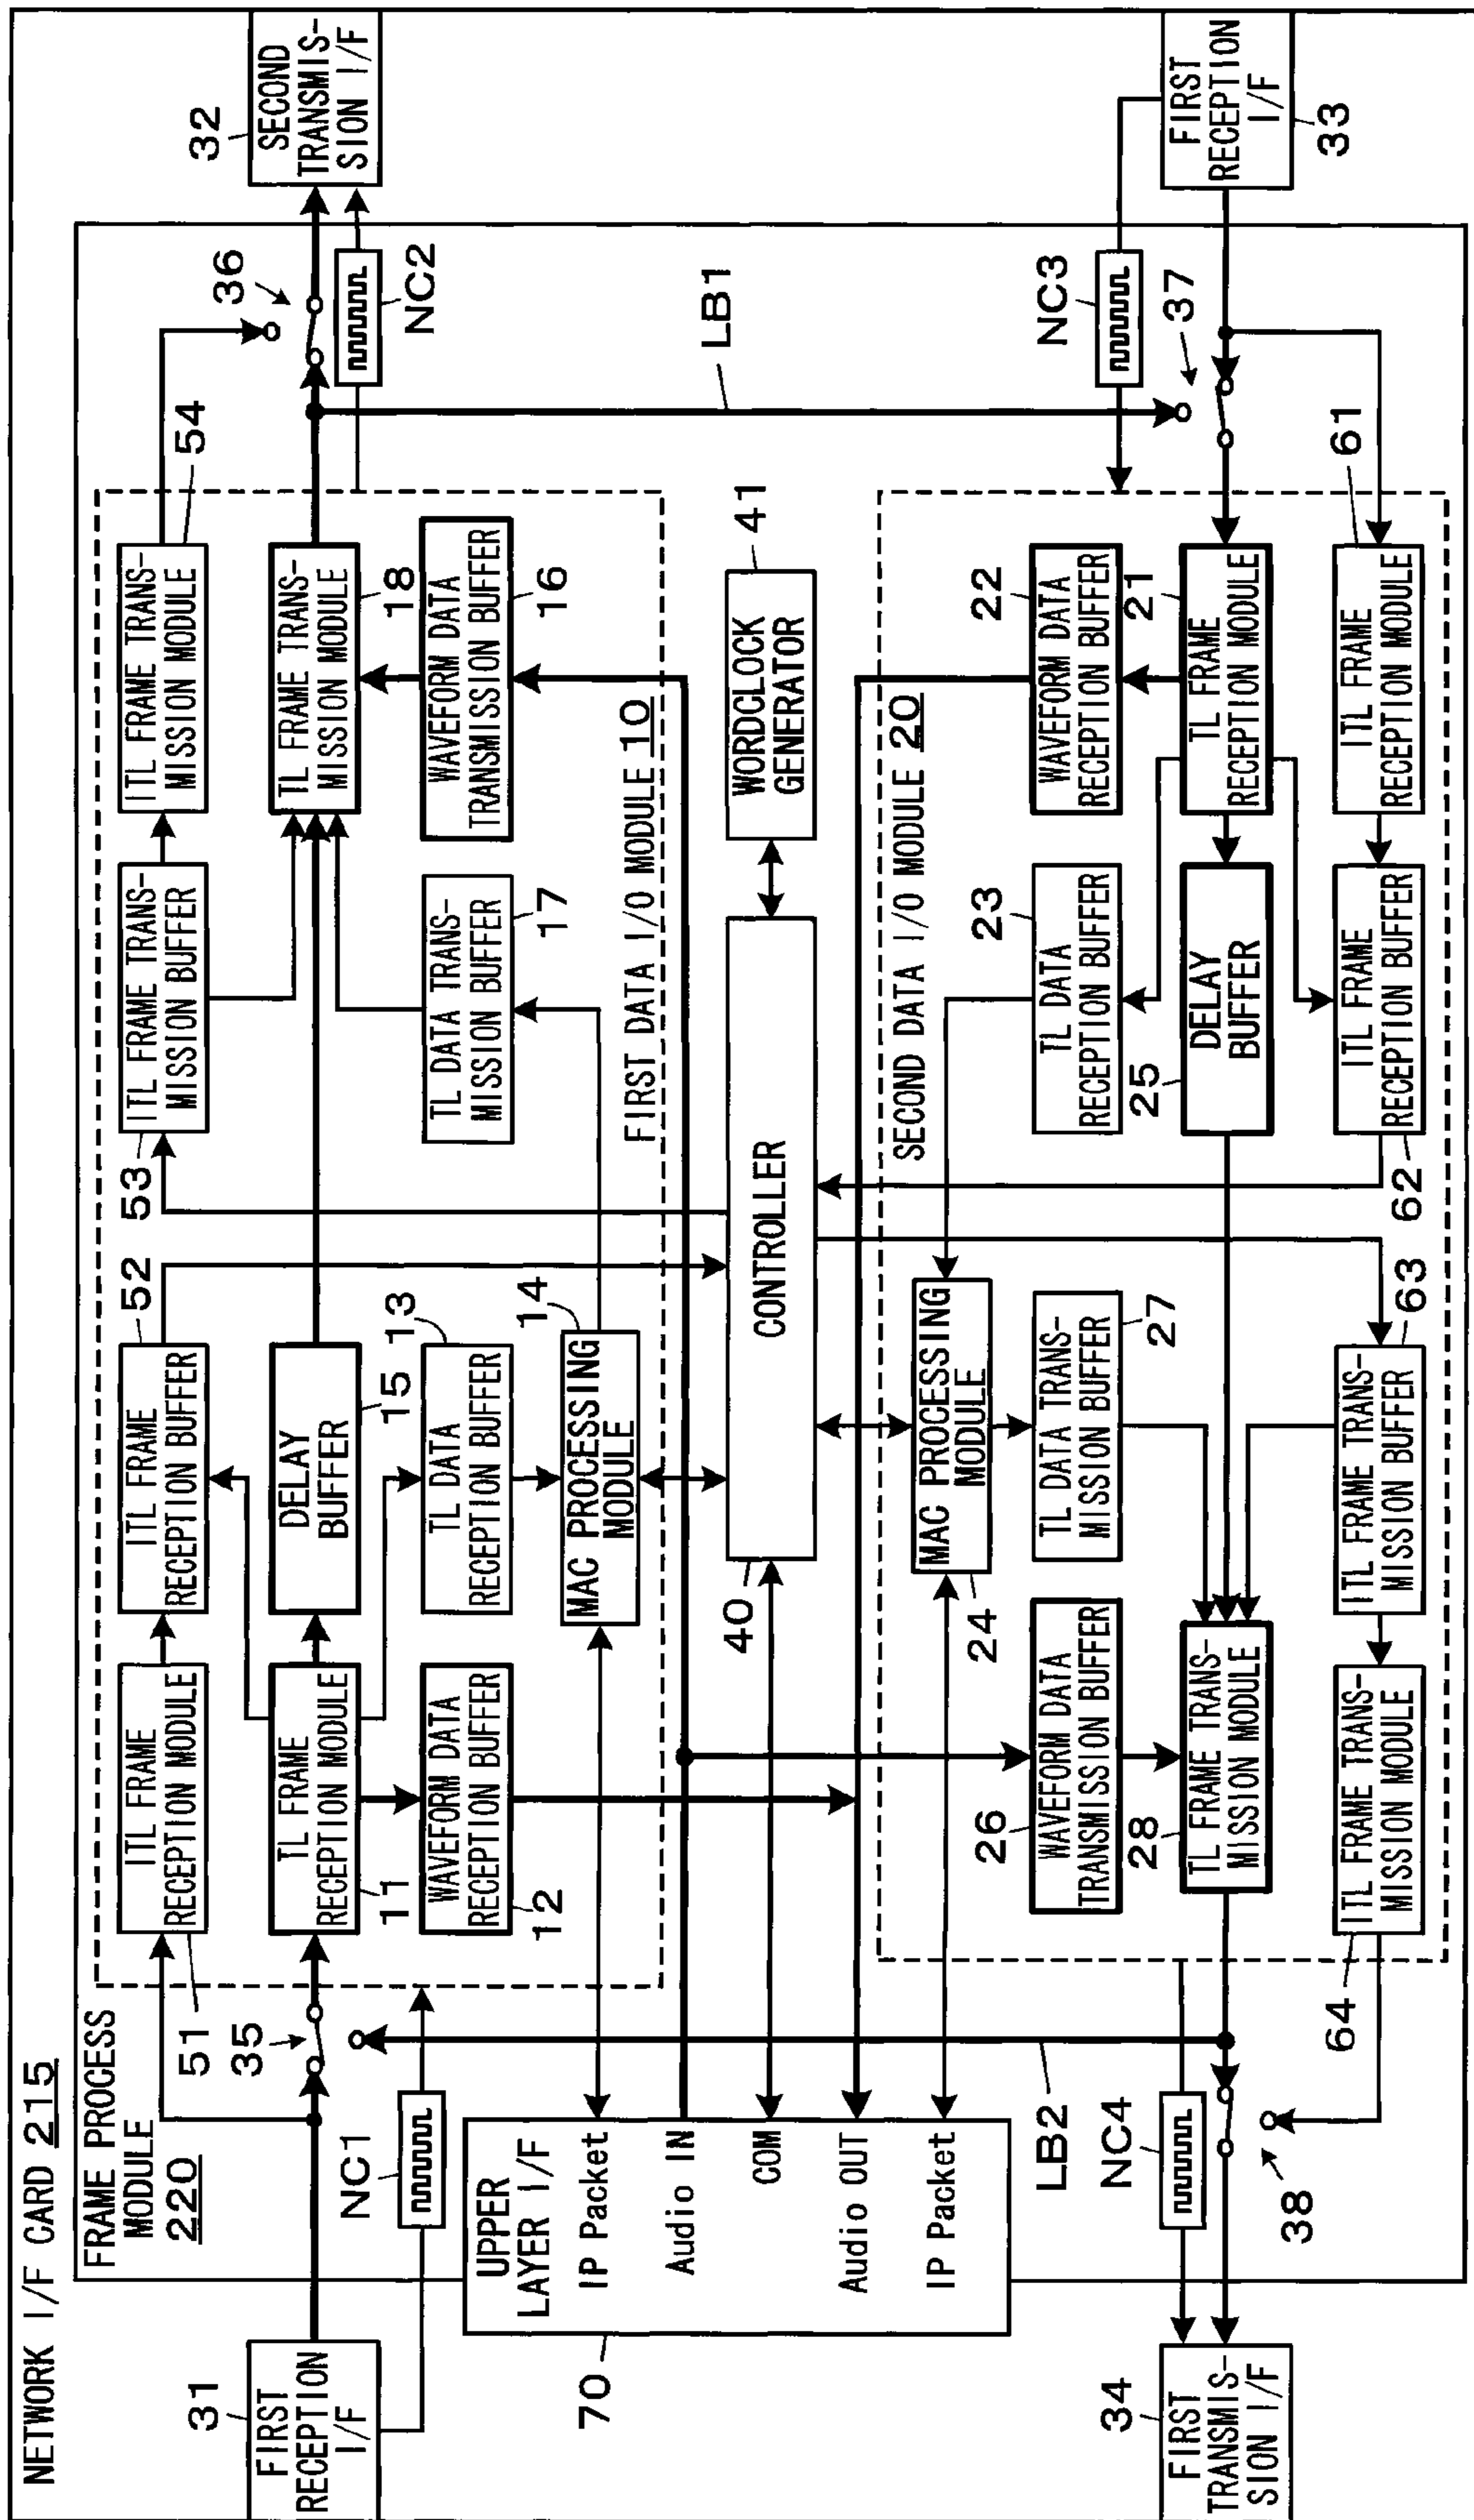 NETWORK I/F CARD 215
FRAME PROCESS
MODULE
220
31
FIRST
RECEPTION
I/F
51
35
NC1
ITL FRAME
RECEPTION MODULE
TL FRAME
RECEPTION MODULE
11
WAVEFORM DATA
RECEPTION BUFFER
12
52
ITL FRAME
RECEPTION BUFFER
DELAY
BUFFER
15
13
TL DATA
RECEPTION BUFFER
14
MAC PROCESSING
MODULE
53
ITL FRAME TRANS-
MISSION BUFFER
TL DATA TRANS-
MISSION BUFFER
17
54
ITL FRAME TRANS-
MISSION MODULE
TL FRAME TRANS-
MISSION MODULE
18
WAVEFORM DATA
TRANSMISSION BUFFER
16
FIRST DATA I/O MODULE 10
36
NC2
32
SECOND
TRANSMIS-
SION I/F
LB1
UPPER
LAYER I/F
IP Packet
Audio IN
COM
Audio OUT
IP Packet
70
40
CONTROLLER
WORDCLOCK
GENERATOR
41
SECOND DATA I/O MODULE 20
LB2
NC4
38
34
FIRST
TRANSMIS-
SION I/F
26
WAVEFORM DATA
TRANSMISSION BUFFER
28
TL FRAME TRANS-
MISSION MODULE
64
ITL FRAME TRANS-
MISSION MODULE
24
MAC PROCESSING
MODULE
TL DATA TRANS-
MISSION BUFFER
27
63
ITL FRAME TRANS-
MISSION BUFFER
23
TL DATA
RECEPTION BUFFER
25
DELAY
BUFFER
ITL FRAME
RECEPTION BUFFER
62
22
WAVEFORM DATA
RECEPTION BUFFER
21
TL FRAME
RECEPTION MODULE
61
ITL FRAME
RECEPTION MODULE
NC3
37
FIRST
RECEPTION
I/F
33